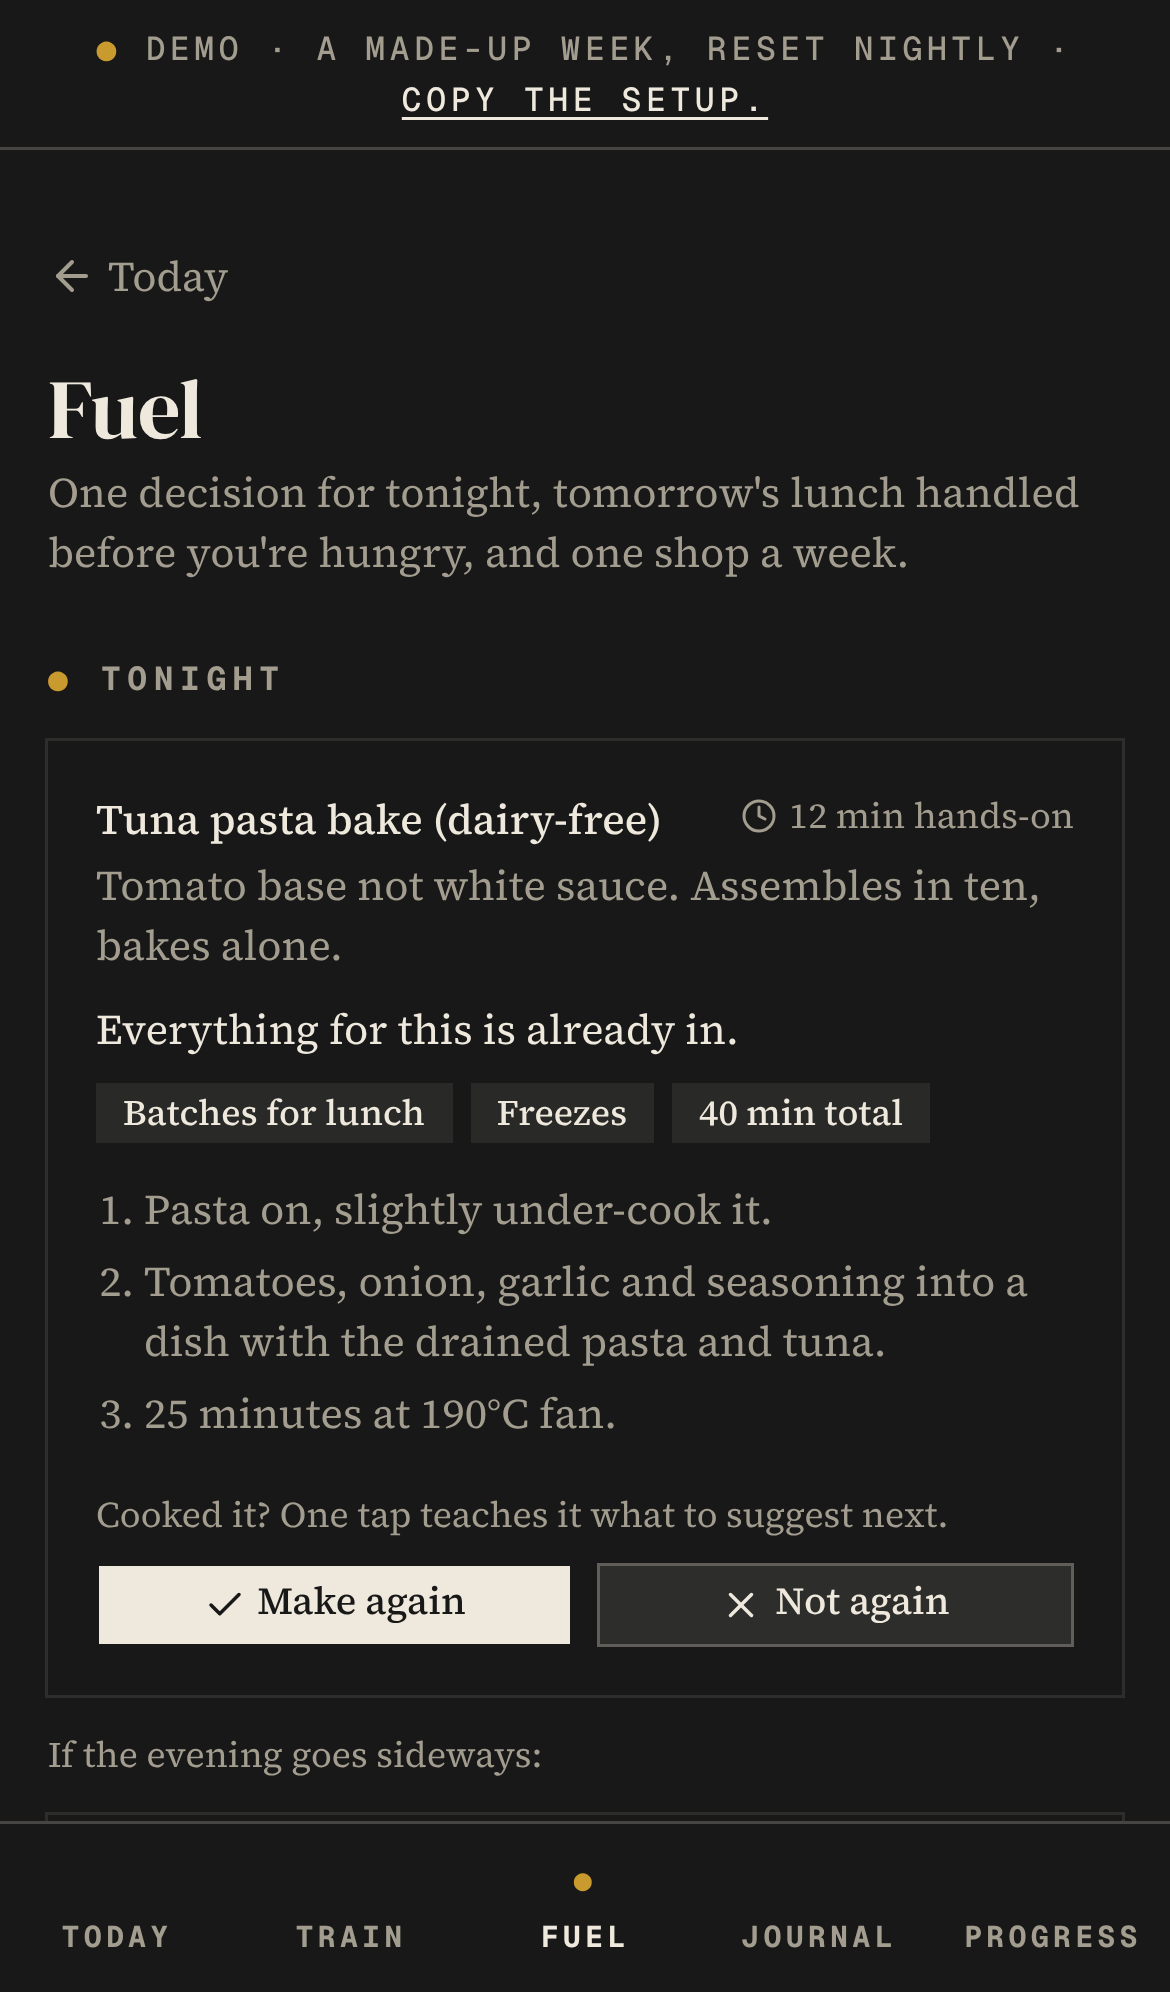 DEMO · A MADE-UP WEEK, RESET NIGHTLY ·
COPY THE SETUP.
← Today
Fuel
One decision for tonight, tomorrow's lunch handled
before you're hungry, and one shop a week.
TONIGHT
Tuna pasta bake (dairy-free)
12 min hands-on
Tomato base not white sauce. Assembles in ten,
bakes alone.
Everything for this is already in.
Batches for lunch
Freezes
40 min total
1. Pasta on, slightly under-cook it.
2. Tomatoes, onion, garlic and seasoning into a
dish with the drained pasta and tuna.
3. 25 minutes at 190°C fan.
Cooked it? One tap teaches it what to suggest next.
Make again
Not again
If the evening goes sideways:
TODAY
TRAIN
FUEL
JOURNAL
PROGRESS